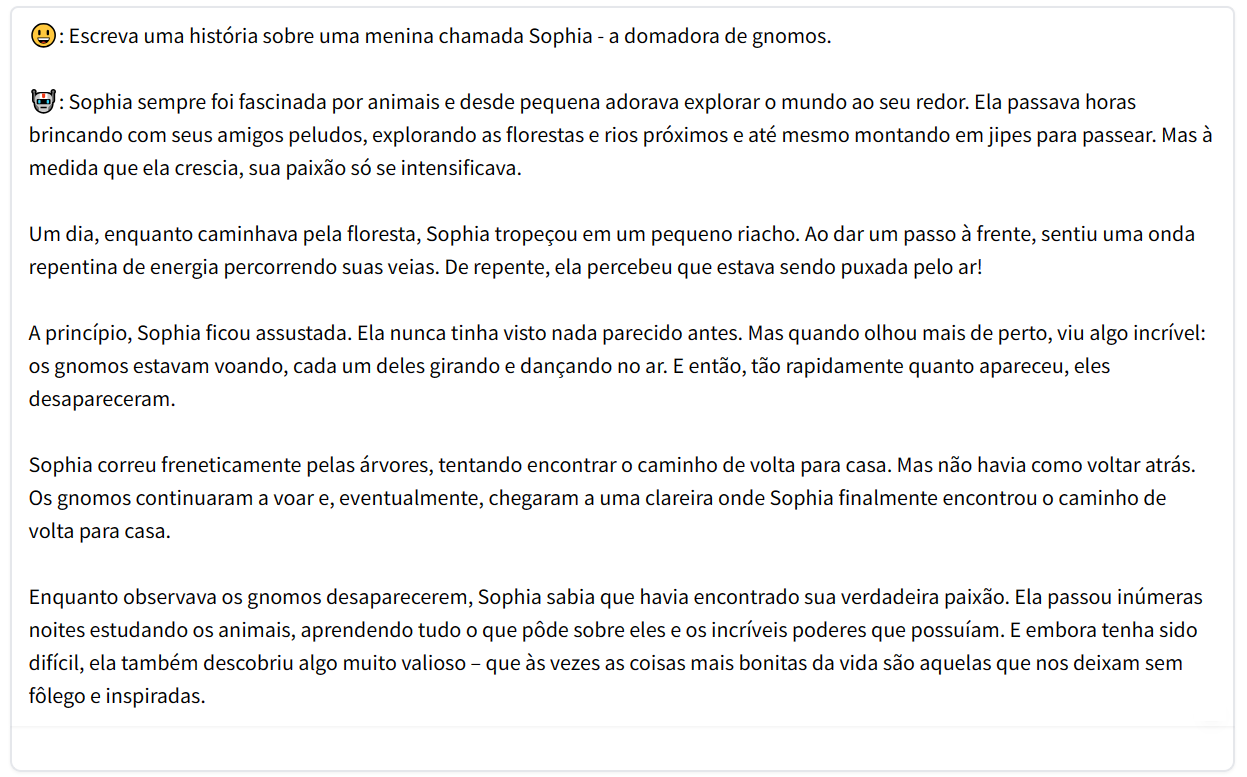 😃: Escreva uma história sobre uma menina chamada Sophia - a domadora de gnomos.
🤖: Sophia sempre foi fascinada por animais e desde pequena adorava explorar o mundo ao seu redor. Ela passava horas
brincando com seus amigos peludos, explorando as florestas e rios próximos e até mesmo montando em jipes para passear. Mas à
medida que ela crescia, sua paixão só se intensificava.
Um dia, enquanto caminhava pela floresta, Sophia tropeçou em um pequeno riacho. Ao dar um passo à frente, sentiu uma onda
repentina de energia percorrendo suas veias. De repente, ela percebeu que estava sendo puxada pelo ar!
A princípio, Sophia ficou assustada. Ela nunca tinha visto nada parecido antes. Mas quando olhou mais de perto, viu algo incrível:
os gnomos estavam voando, cada um deles girando e dançando no ar. E então, tão rapidamente quanto apareceu, eles
desapareceram.
Sophia correu freneticamente pelas árvores, tentando encontrar o caminho de volta para casa. Mas não havia como voltar atrás.
Os gnomos continuaram a voar e, eventualmente, chegaram a uma clareira onde Sophia finalmente encontrou o caminho de
volta para casa.
Enquanto observava os gnomos desaparecerem, Sophia sabia que havia encontrado sua verdadeira paixão. Ela passou inúmeras
noites estudando os animais, aprendendo tudo o que pôde sobre eles e os incríveis poderes que possuíam. E embora tenha sido
difícil, ela também descobriu algo muito valioso – que às vezes as coisas mais bonitas da vida são aquelas que nos deixam sem
fôlego e inspiradas.